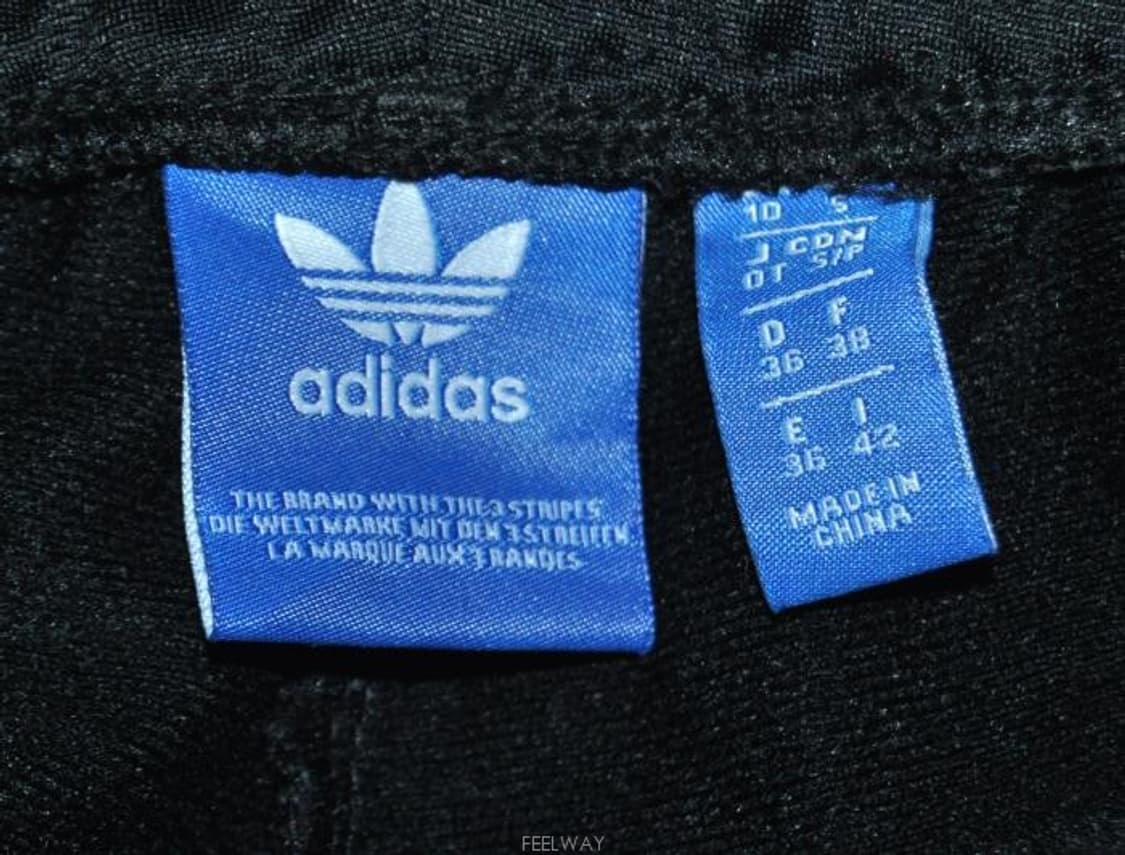 adidas
THE BRAND WITH THE 3 STRIPES
DIE WELTMARKE MIT DEN 3 STREIFEN
LA MARQUE AUX 3 BANDES
10 S
J CDN
OT S/P
D F
36 38
E I
36 42
MADE IN
CHINA
FEELWAY